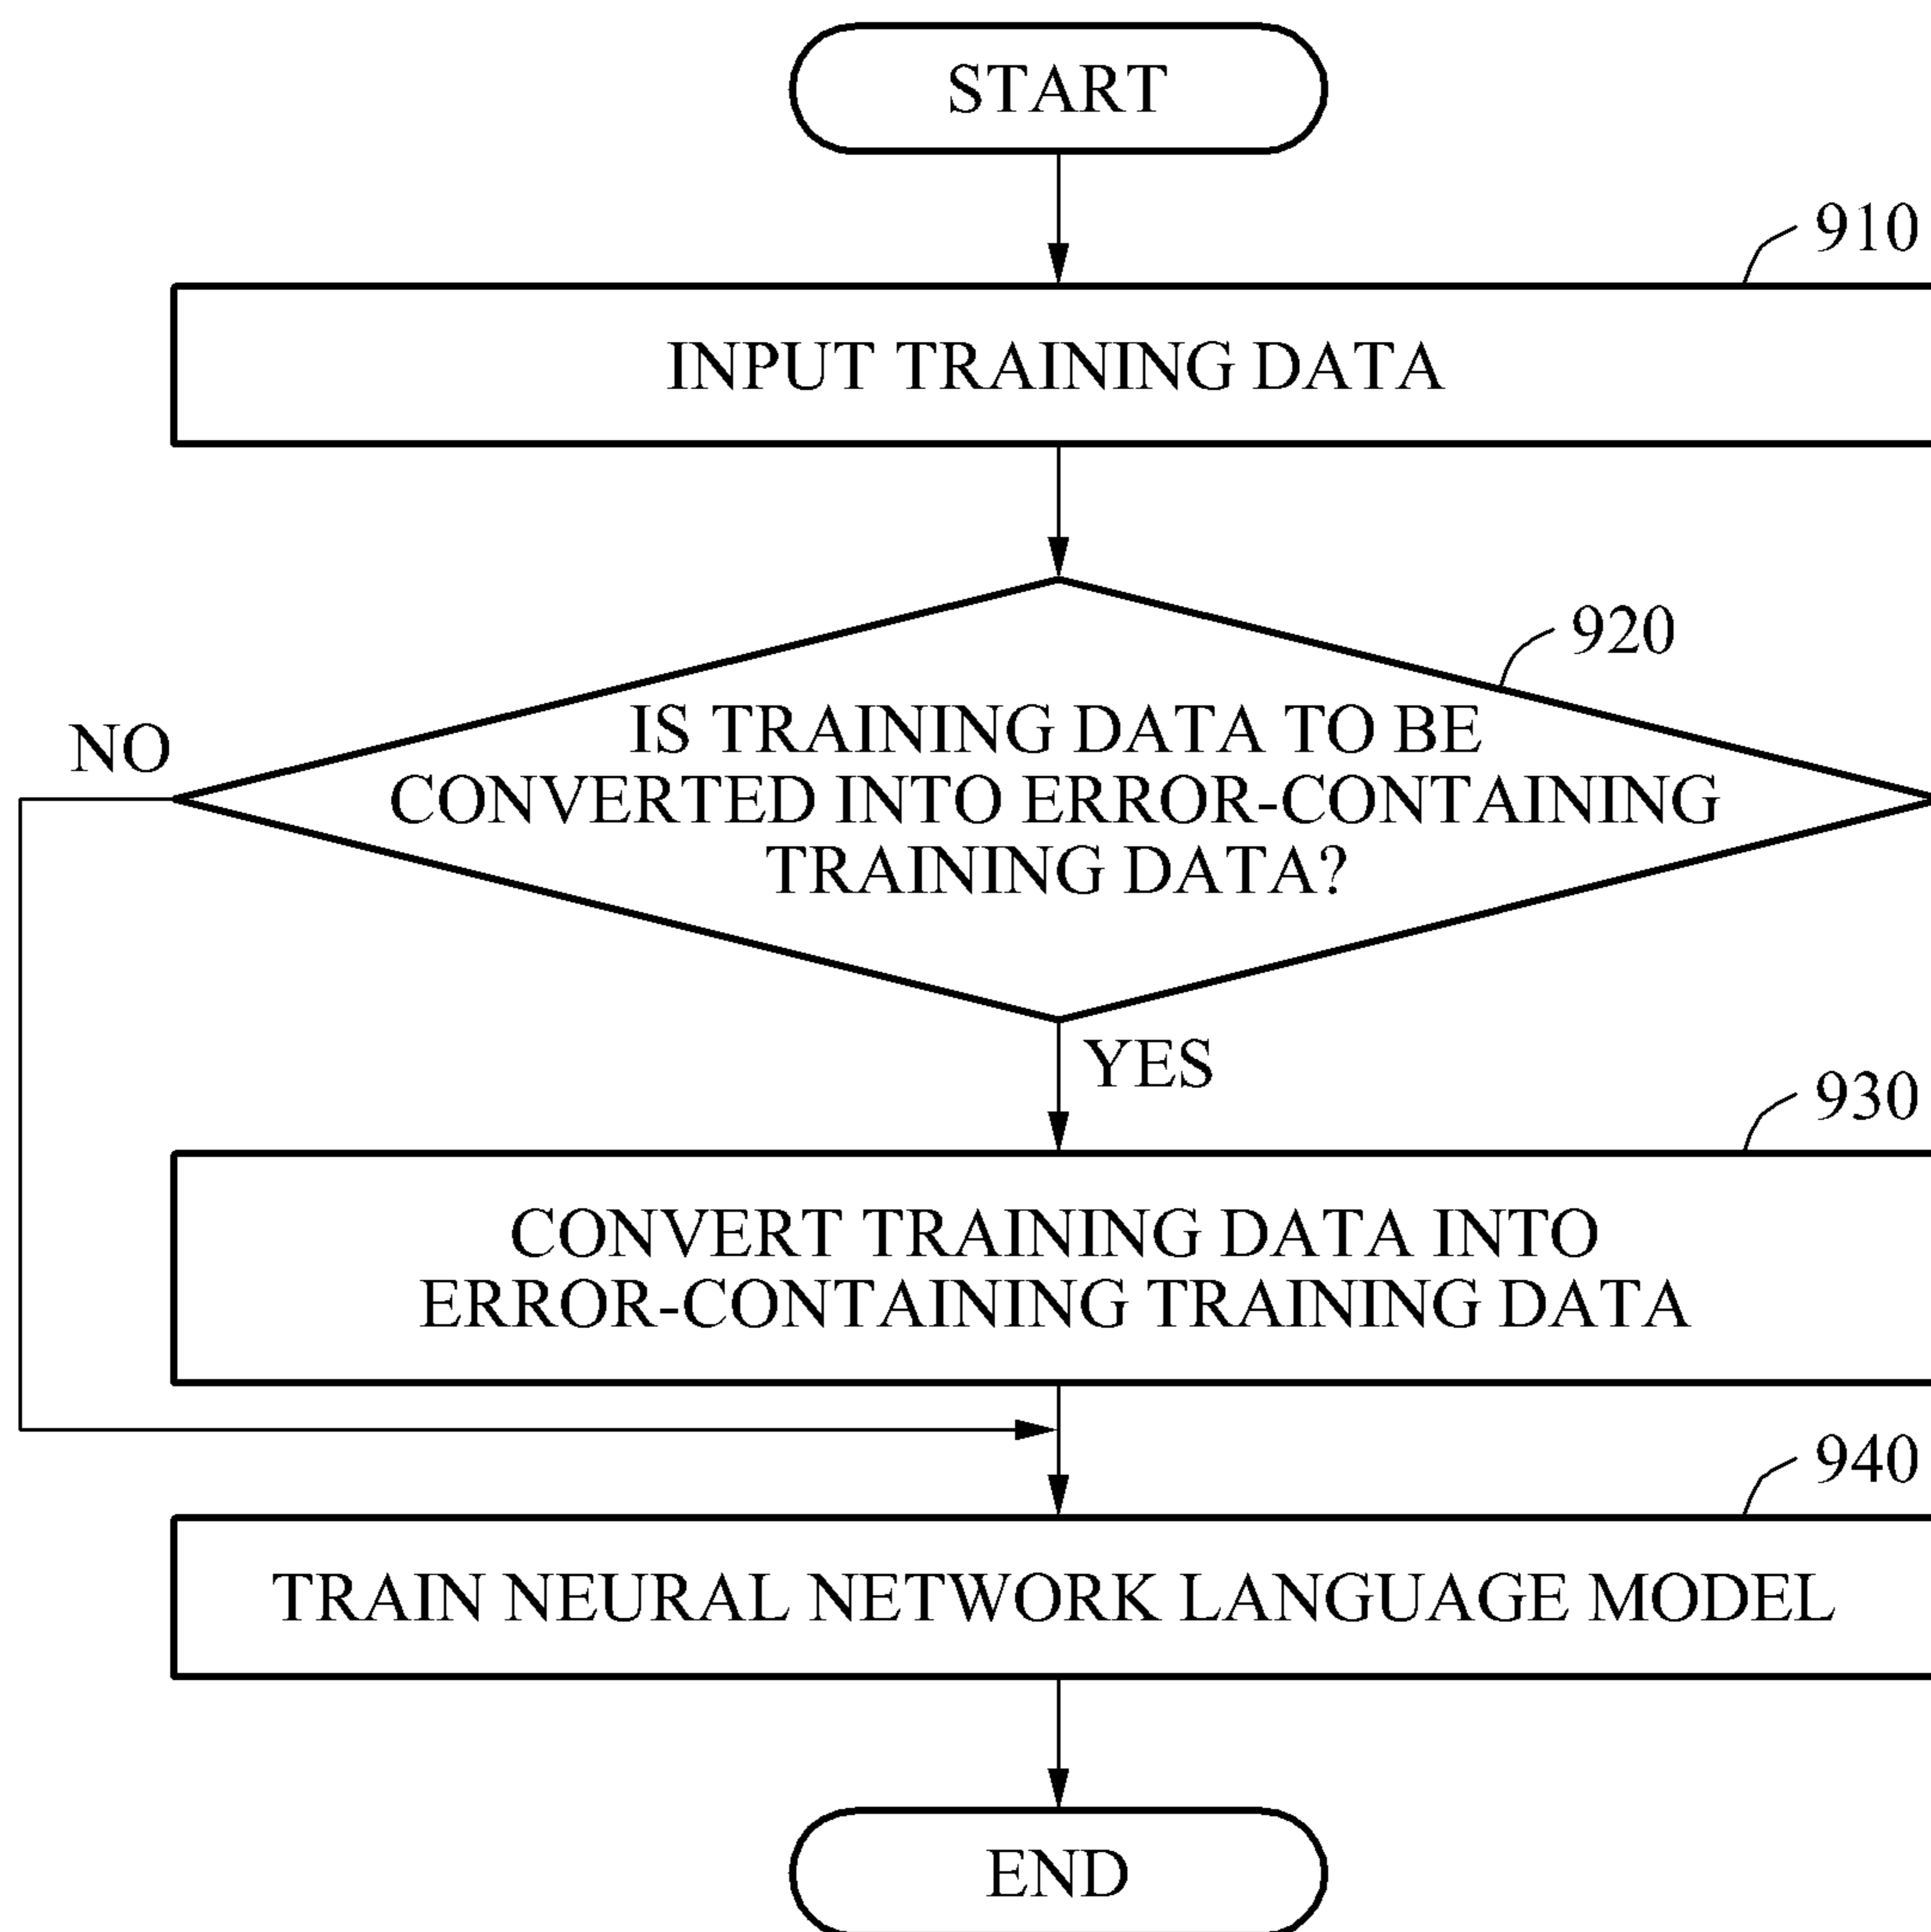 START
910
INPUT TRAINING DATA
920
IS TRAINING DATA TO BE
CONVERTED INTO ERROR-CONTAINING
TRAINING DATA?
NO
YES
930
CONVERT TRAINING DATA INTO
ERROR-CONTAINING TRAINING DATA
940
TRAIN NEURAL NETWORK LANGUAGE MODEL
END